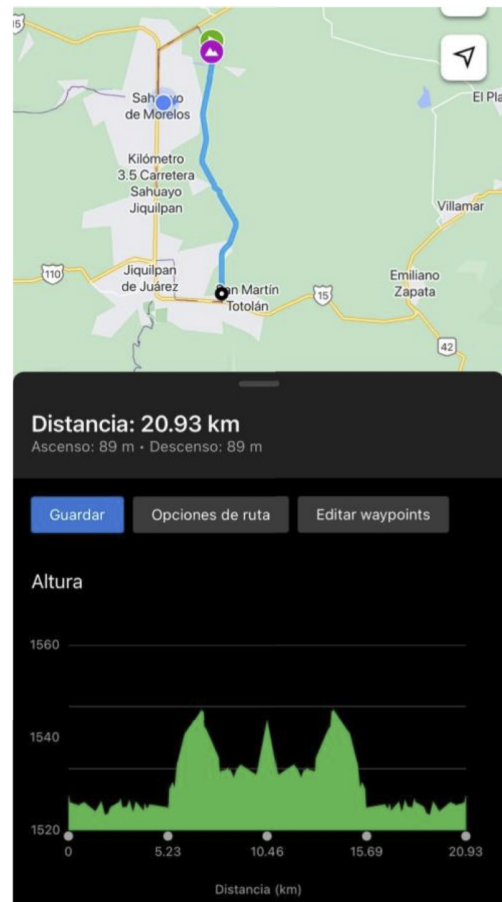 15
Sahuayo
de Morelos
El Pla
Kilómetro
3.5 Carretera
Sahuayo
Jiquilpan
Villamar
110
Jiquilpan
de Juárez
San Martín
Totolán
15
Emiliano
Zapata
42
Distancia: 20.93 km
Ascenso: 89 m • Descenso: 89 m
Guardar Opciones de ruta Editar waypoints
Altura
1560
1540
1520
0 5.23 10.46 15.69 20.93
Distancia (km)